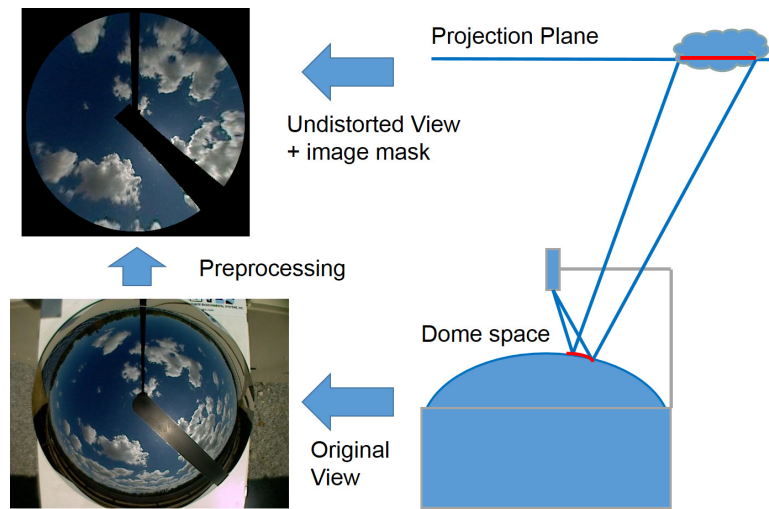 Projection Plane
Undistorted View
+ image mask
Preprocessing
Dome space
Original
View